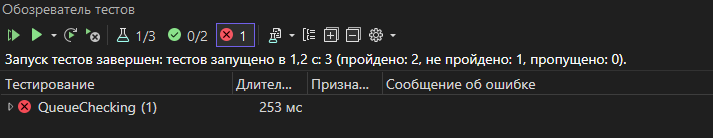 Обозреватель тестов
1/3 0/2 1
Запуск тестов завершен: тестов запущено в 1,2 с: 3 (пройдено: 2, не пройдено: 1, пропущено: 0).
Тестирование Длител... Призна... Сообщение об ошибке
QueueChecking (1) 253 мс